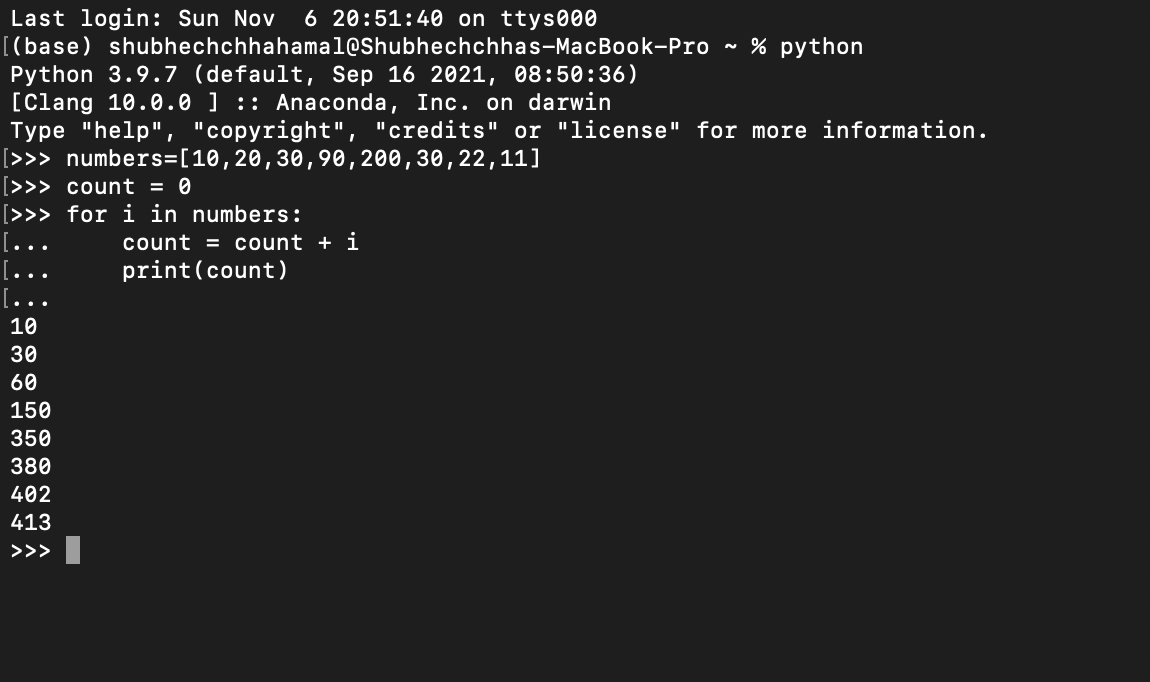 Last login: Sun Nov  6 20:51:40 on ttys000
[(base) shubhechchhahamal@Shubhechchhas-MacBook-Pro ~ % python
Python 3.9.7 (default, Sep 16 2021, 08:50:36)
[Clang 10.0.0 ] :: Anaconda, Inc. on darwin
Type "help", "copyright", "credits" or "license" for more information.
[>>> numbers=[10,20,30,90,200,30,22,11]
[>>> count = 0
[>>> for i in numbers:
[...     count = count + i
[...     print(count)
[...
10
30
60
150
350
380
402
413
>>>